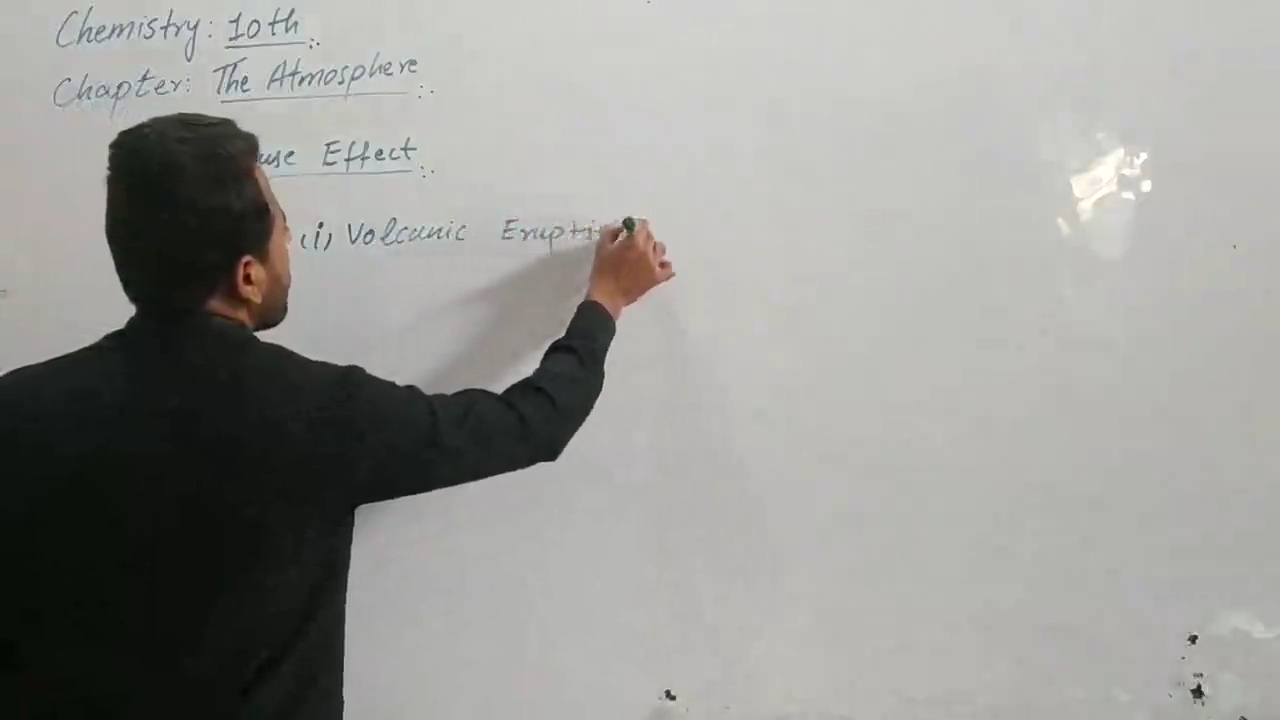 Chemistry: 10th
Chapter: The Atmosphere
Effect
(i) Volcanic